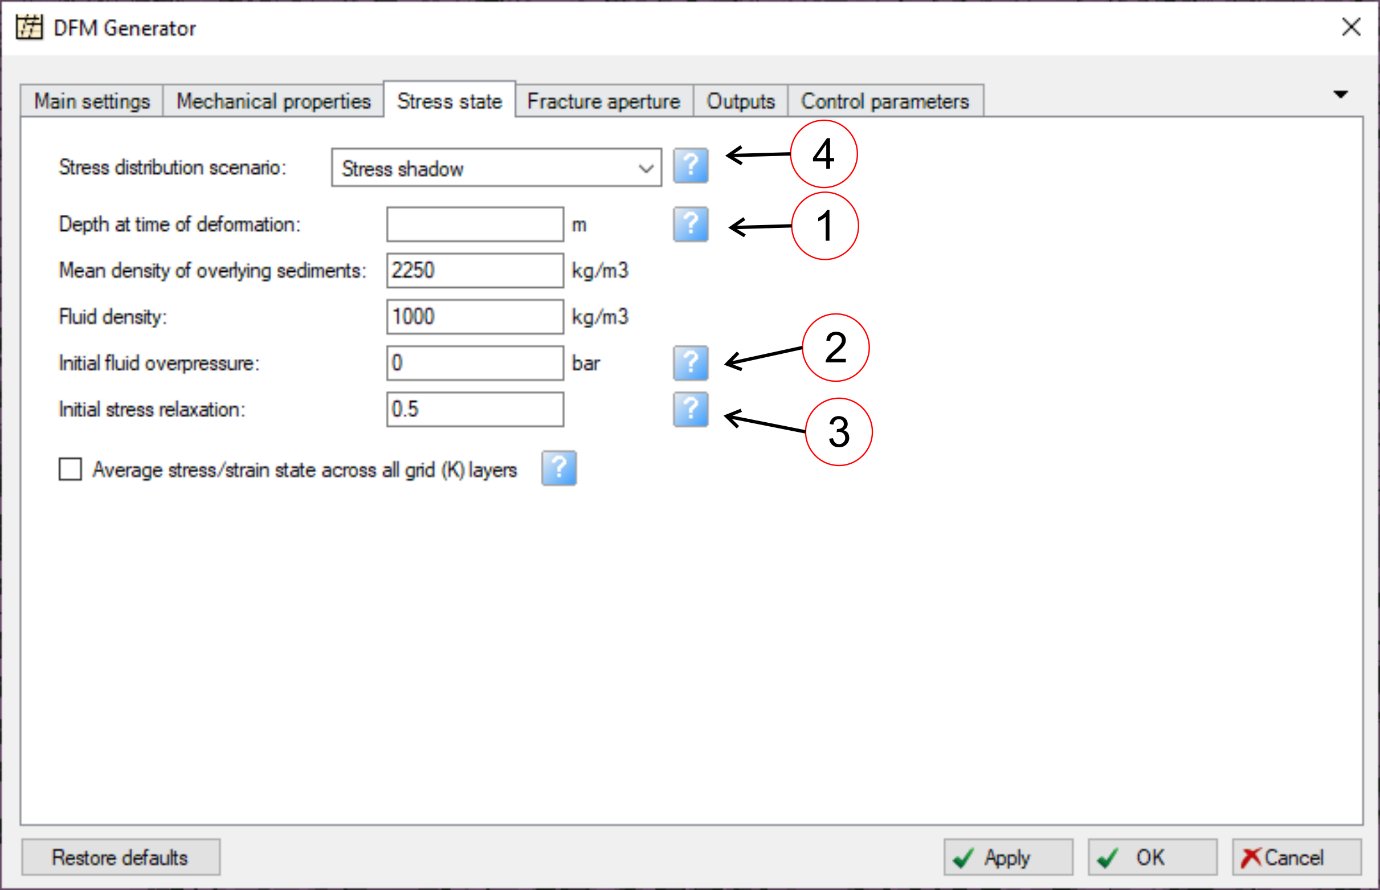 DFM Generator
Main settings Mechanical properties Stress state Fracture aperture Outputs Control parameters
Stress distribution scenario: Stress shadow ? 4
Depth at time of deformation: m ? 1
Mean density of overlying sediments: 2250 kg/m3
Fluid density: 1000 kg/m3
Initial fluid overpressure: 0 bar ? 2
Initial stress relaxation: 0.5 ? 3
Average stress/strain state across all grid (K) layers ?
Restore defaults Apply OK Cancel